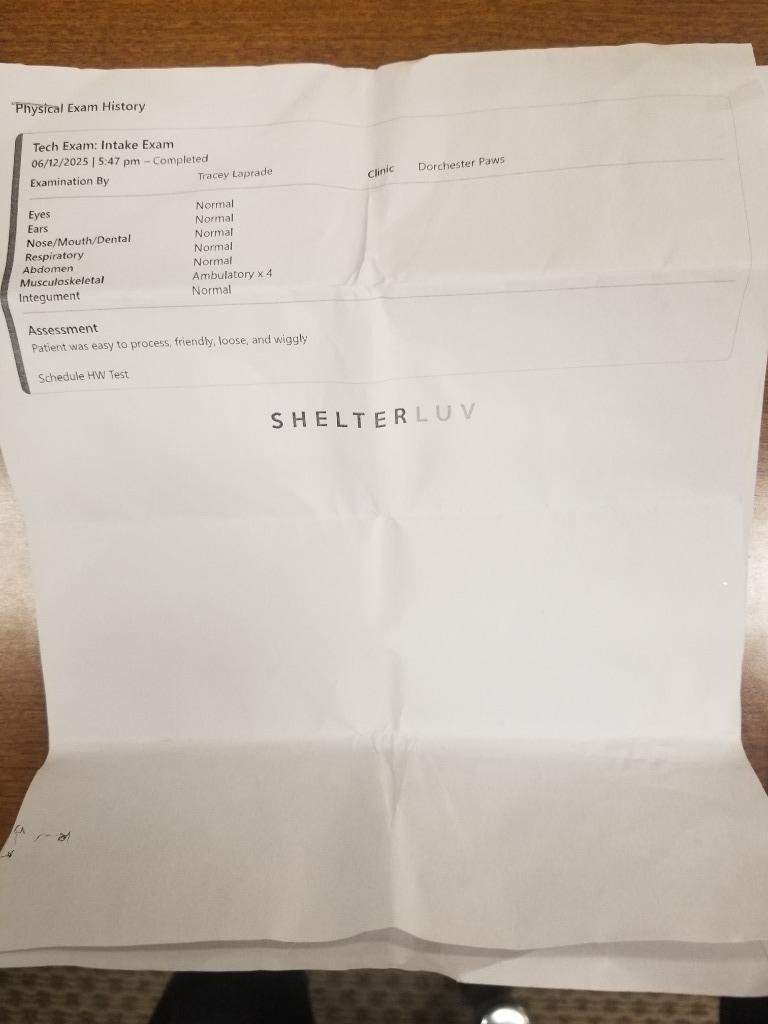 Physical Exam History
Tech Exam: Intake Exam
06/12/2025 | 5:47 pm – Completed
Examination By Tracey Laprade Clinic Dorchester Paws
Eyes Normal
Ears Normal
Nose/Mouth/Dental Normal
Respiratory Normal
Abdomen Normal
Musculoskeletal Ambulatory x 4
Integument Normal
Assessment
Patient was easy to process, friendly, loose, and wiggly
Schedule HW Test
SHELTERLUV